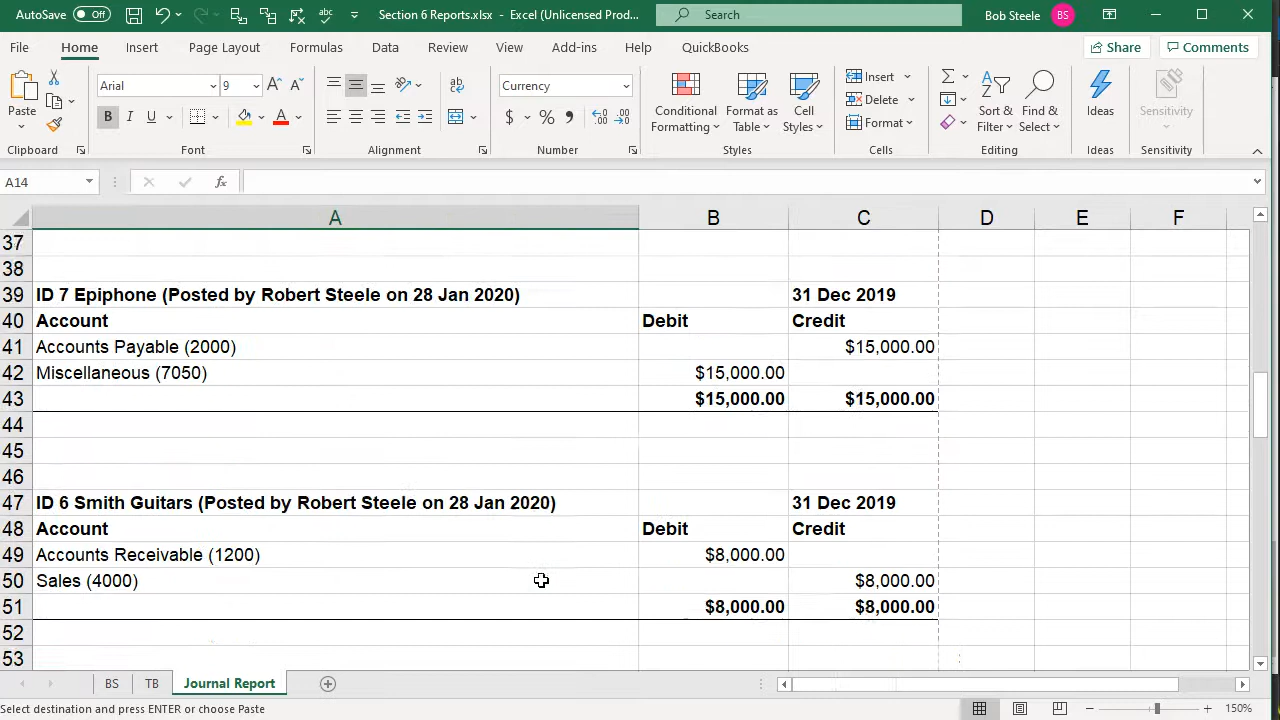 AutoSave Off Section 6 Reports.xlsx - Excel (Unlicensed Prod... Search Bob Steele BS
File Home Insert Page Layout Formulas Data Review View Add-ins Help QuickBooks Share Comments
Paste Arial 9 Currency Conditional Formatting Format as Table Cell Styles Insert Delete Format Sort & Filter Find & Select Ideas Sensitivity
Clipboard Font Alignment Number Styles Cells Editing Ideas Sensitivity
A14 fx
A B C D E F
37
38
39 ID 7 Epiphone (Posted by Robert Steele on 28 Jan 2020) 31 Dec 2019
40 Account Debit Credit
41 Accounts Payable (2000) $15,000.00
42 Miscellaneous (7050) $15,000.00
43 $15,000.00 $15,000.00
44
45
46
47 ID 6 Smith Guitars (Posted by Robert Steele on 28 Jan 2020) 31 Dec 2019
48 Account Debit Credit
49 Accounts Receivable (1200) $8,000.00
50 Sales (4000) $8,000.00
51 $8,000.00 $8,000.00
52
53
BS TB Journal Report
Select destination and press ENTER or choose Paste 150%